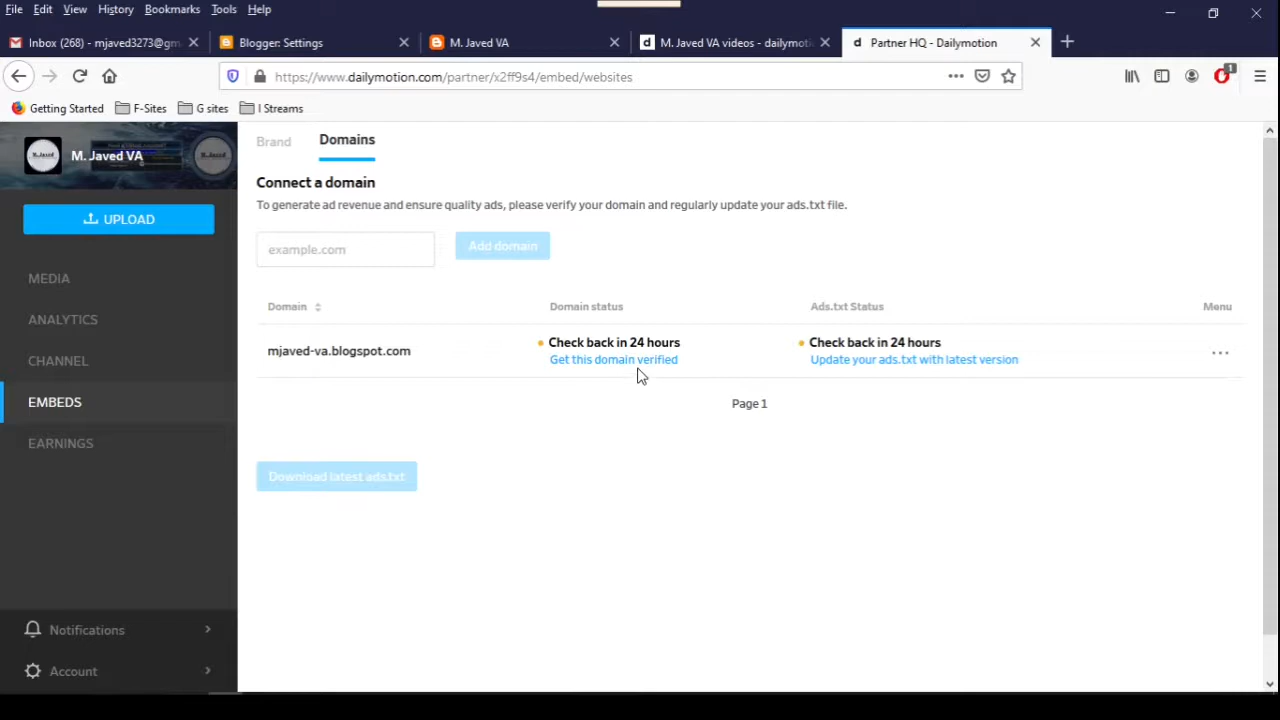 File Edit View History Bookmarks Tools Help
Inbox (268) - mjaved3273@gm
Blogger: Settings
M. Javed VA
M. Javed VA videos - dailymoti
Partner HQ - Dailymotion
https://www.dailymotion.com/partner/x2ff9s4/embed/websites
1
Getting Started F-Sites G sites I Streams
M. Javed VA
UPLOAD
MEDIA
ANALYTICS
CHANNEL
EMBEDS
EARNINGS
Notifications
Account
Brand Domains
Connect a domain
To generate ad revenue and ensure quality ads, please verify your domain and regularly update your ads.txt file.
example.com Add domain
Domain Domain status Ads.txt Status Menu
mjaved-va.blogspot.com
Check back in 24 hours
Get this domain verified
Check back in 24 hours
Update your ads.txt with latest version
Page 1
Download latest ads.txt